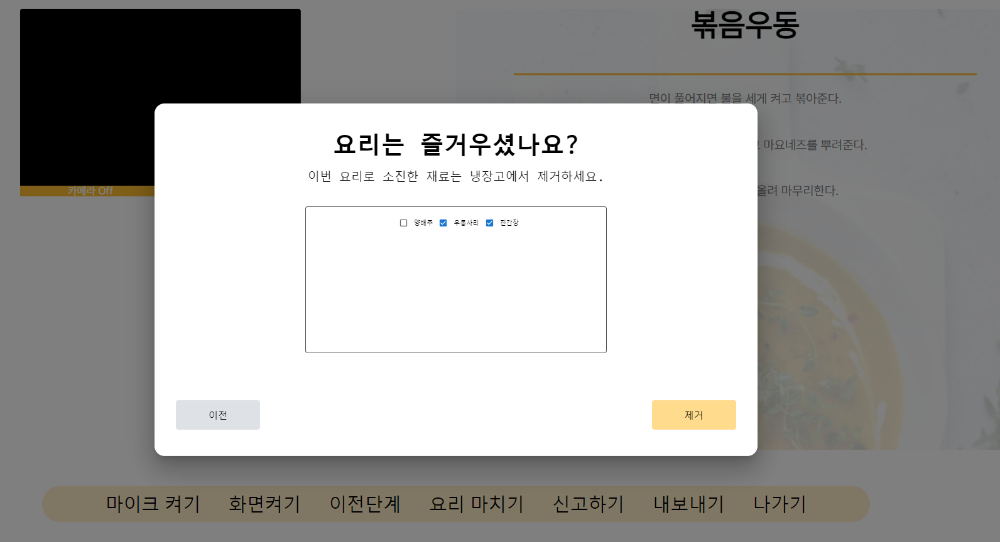 볶음우동
면이 풀어지면 불을 세게 켜고 볶아준다.
마요네즈를 뿌려준다.
올려 마무리한다.
카메라 Off
요리는 즐거우셨나요?
이번 요리로 소진한 재료는 냉장고에서 제거하세요.
양배추 우동사리 진간장
이전 제거
마이크 켜기 화면켜기 이전단계 요리 마치기 신고하기 내보내기 나가기